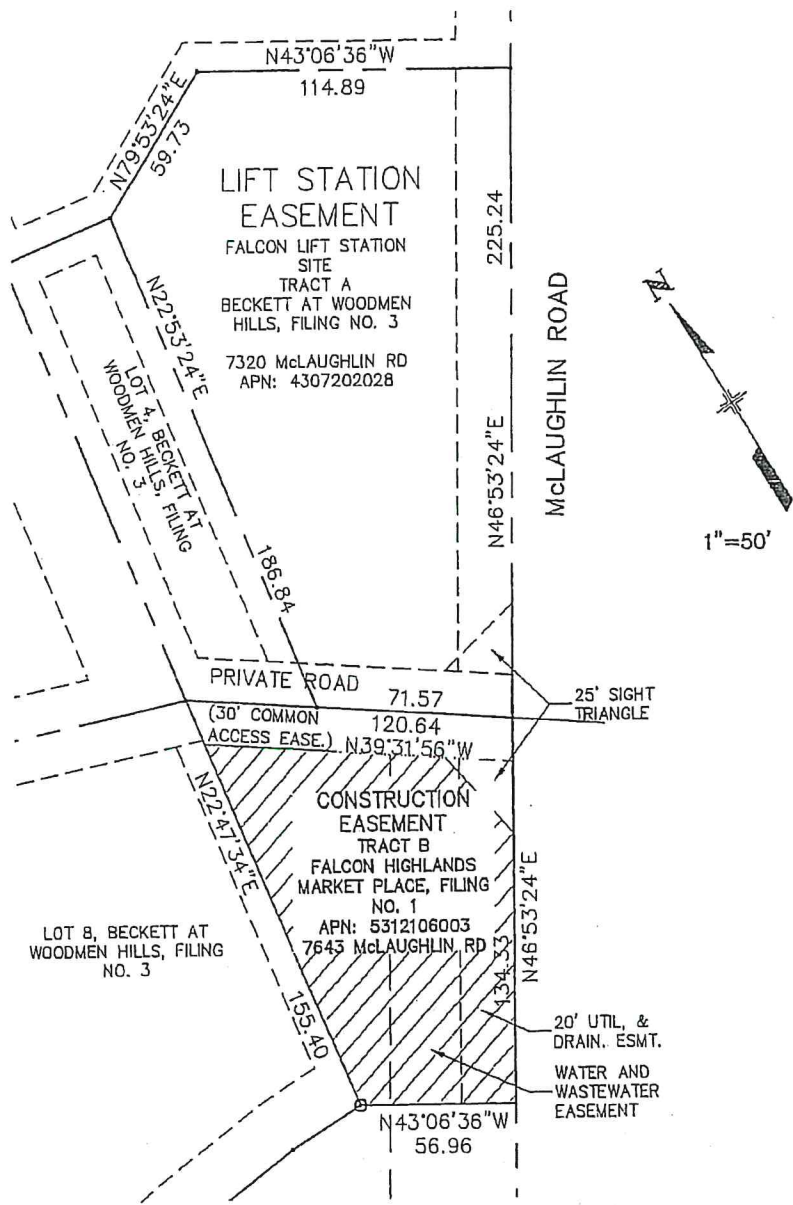 N43°06'36"W
114.89
N79°53'24"E
59.73
LIFT STATION
EASEMENT
FALCON LIFT STATION
SITE
TRACT A
BECKETT AT WOODMEN
HILLS, FILING NO. 3
7320 McLAUGHLIN RD
APN: 4307202028
225.24
N46°53'24"E
McLAUGHLIN ROAD
N
1"=50'
N22°53'24"E
186.84
LOT 4, BECKETT AT
WOODMEN HILLS, FILING
NO. 3
PRIVATE ROAD
71.57
(30' COMMON
ACCESS EASE.)
120.64
N39°31'56"W
25' SIGHT
TRIANGLE
CONSTRUCTION
EASEMENT
TRACT B
FALCON HIGHLANDS
MARKET PLACE, FILING
NO. 1
APN: 5312106003
7643 McLAUGHLIN RD
N22°47'34"E
155.40
LOT 8, BECKETT AT
WOODMEN HILLS, FILING
NO. 3
134.33
N46°53'24"E
20' UTIL, &
DRAIN. ESMT.
WATER AND
WASTEWATER
EASEMENT
N43°06'36"W
56.96